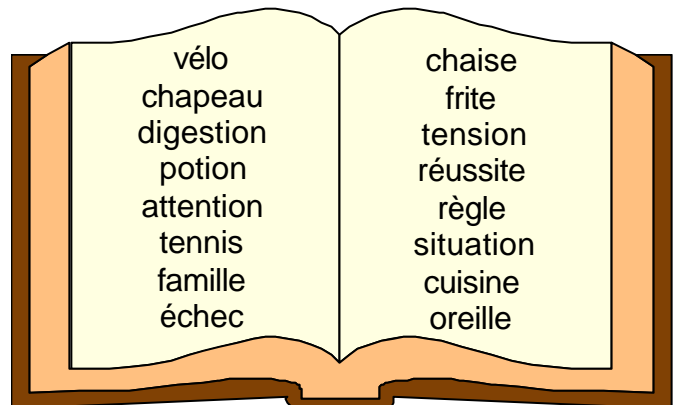 vélo
chapeau
digestion
potion
attention
tennis
famille
échec
chaise
frite
tension
réussite
règle
situation
cuisine
oreille